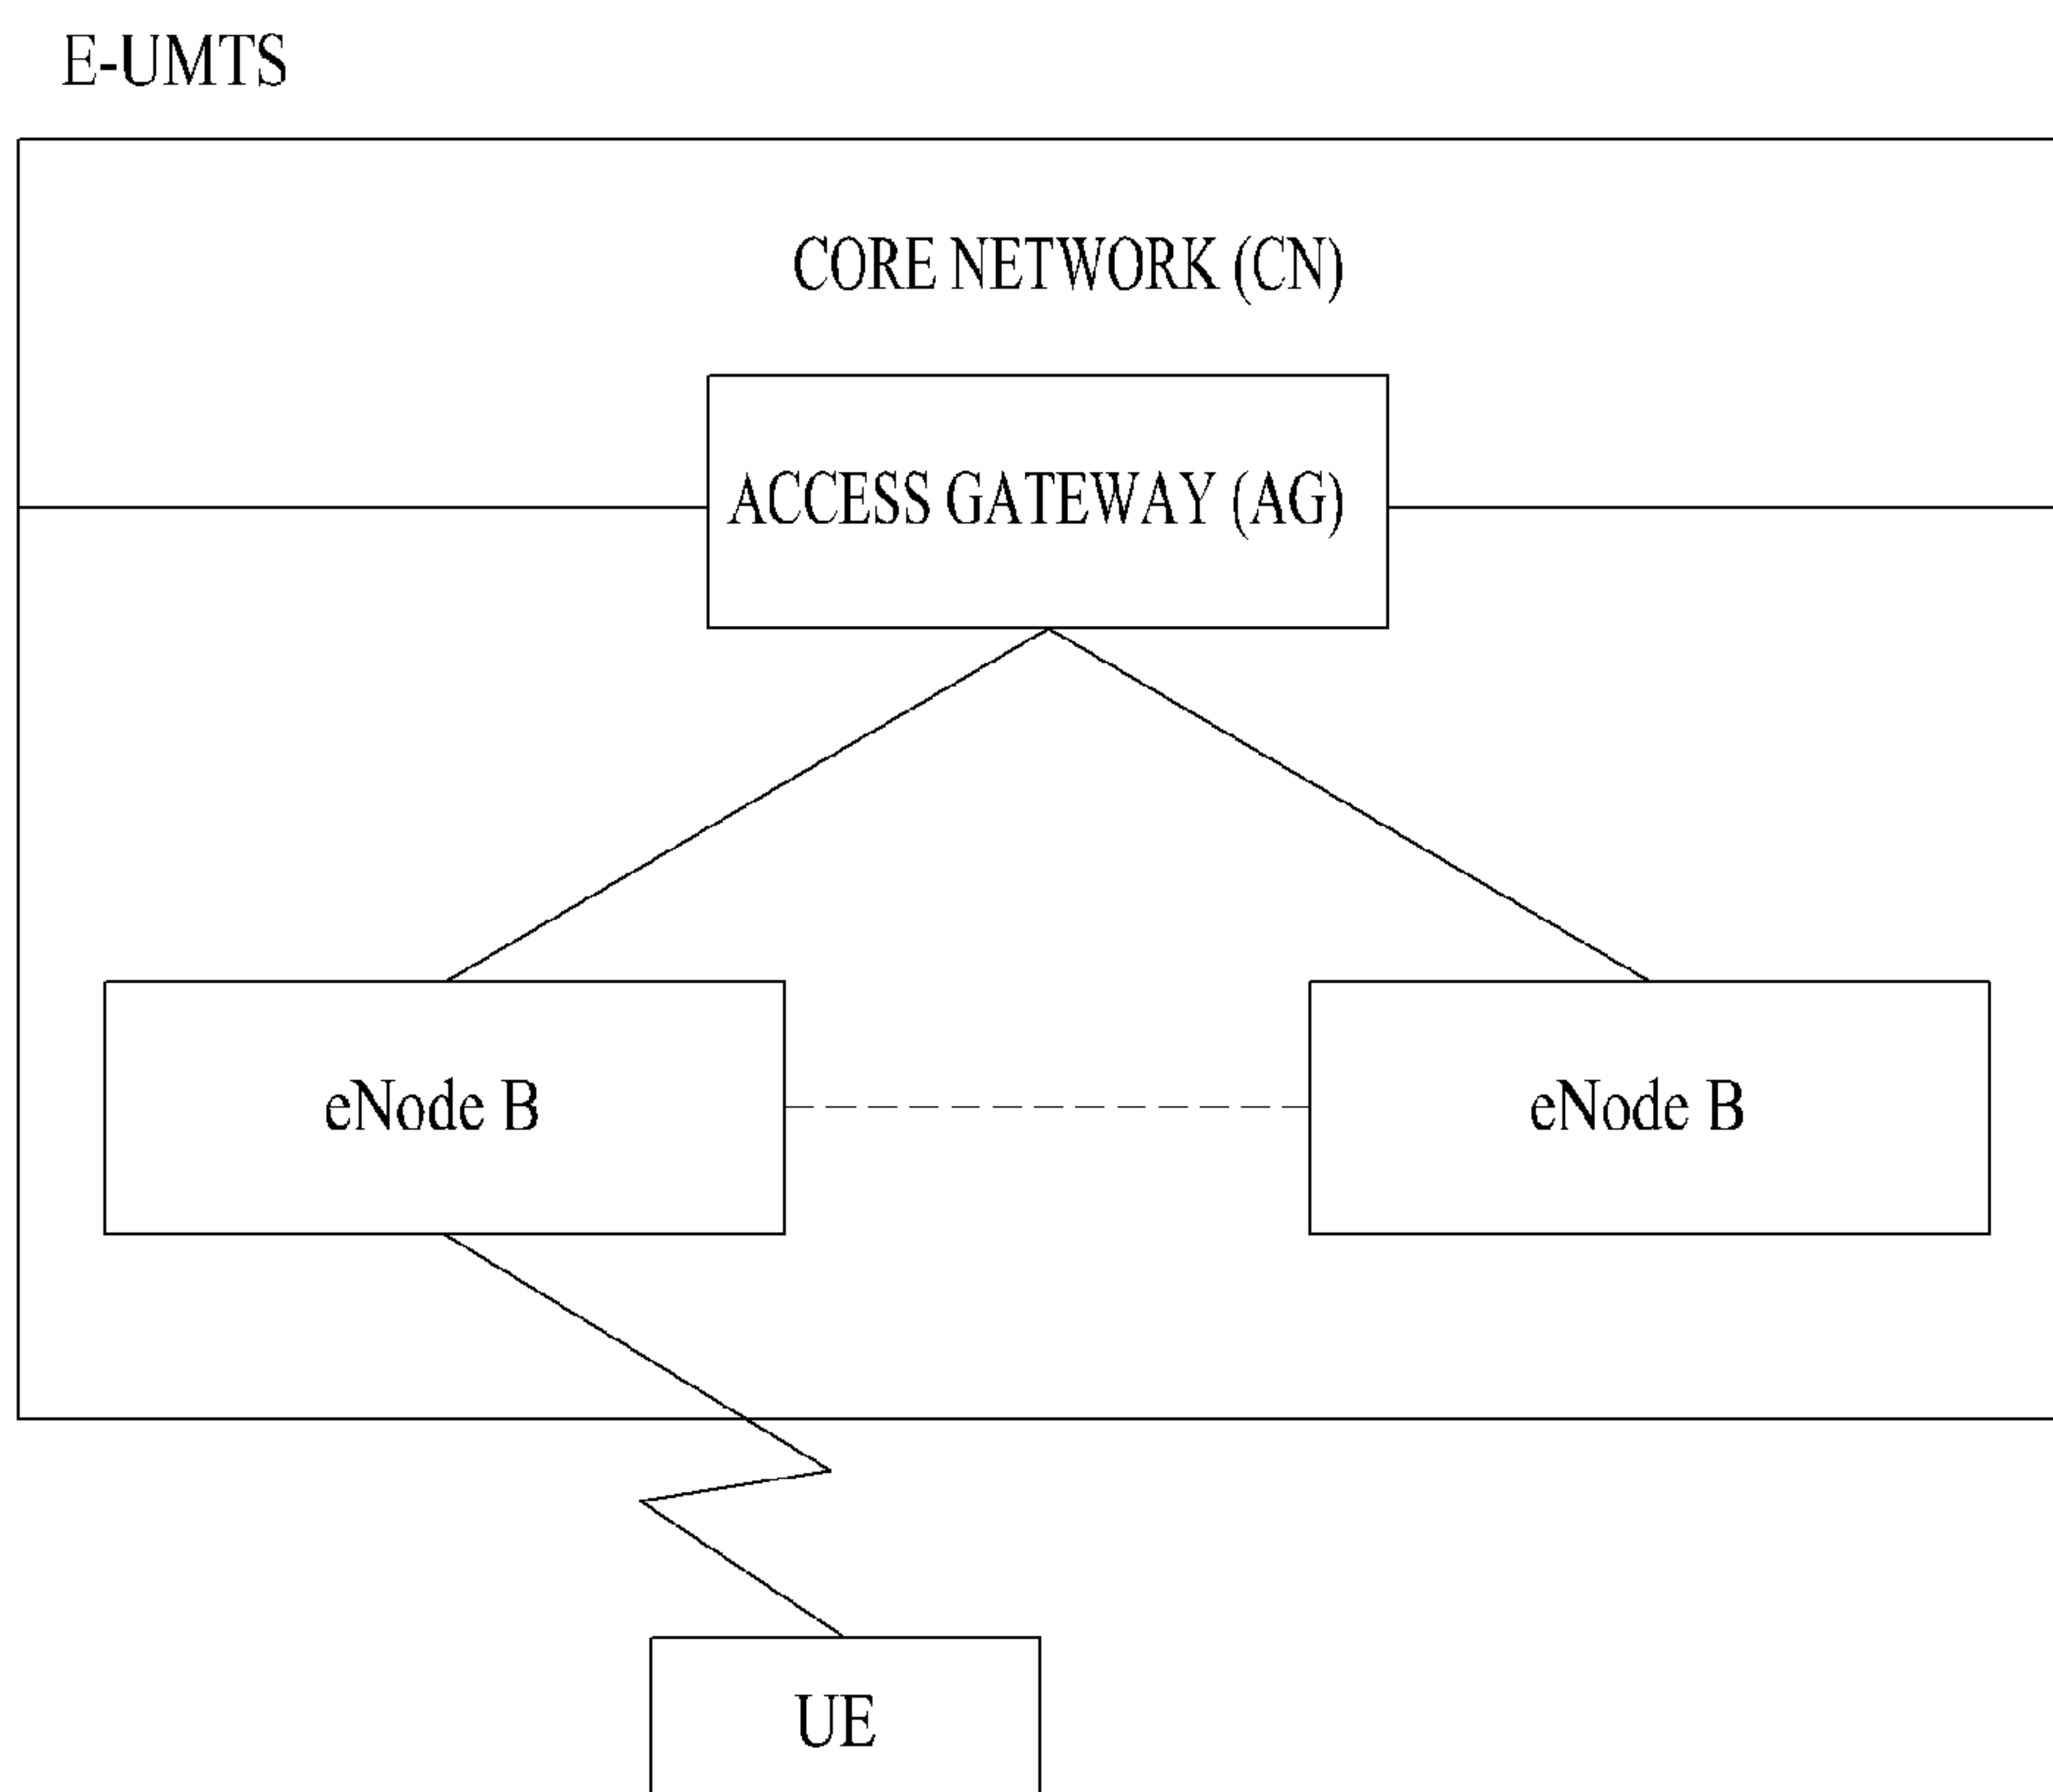 E-UMTS
CORE NETWORK (CN)
ACCESS GATEWAY (AG)
eNode B
eNode B
UE